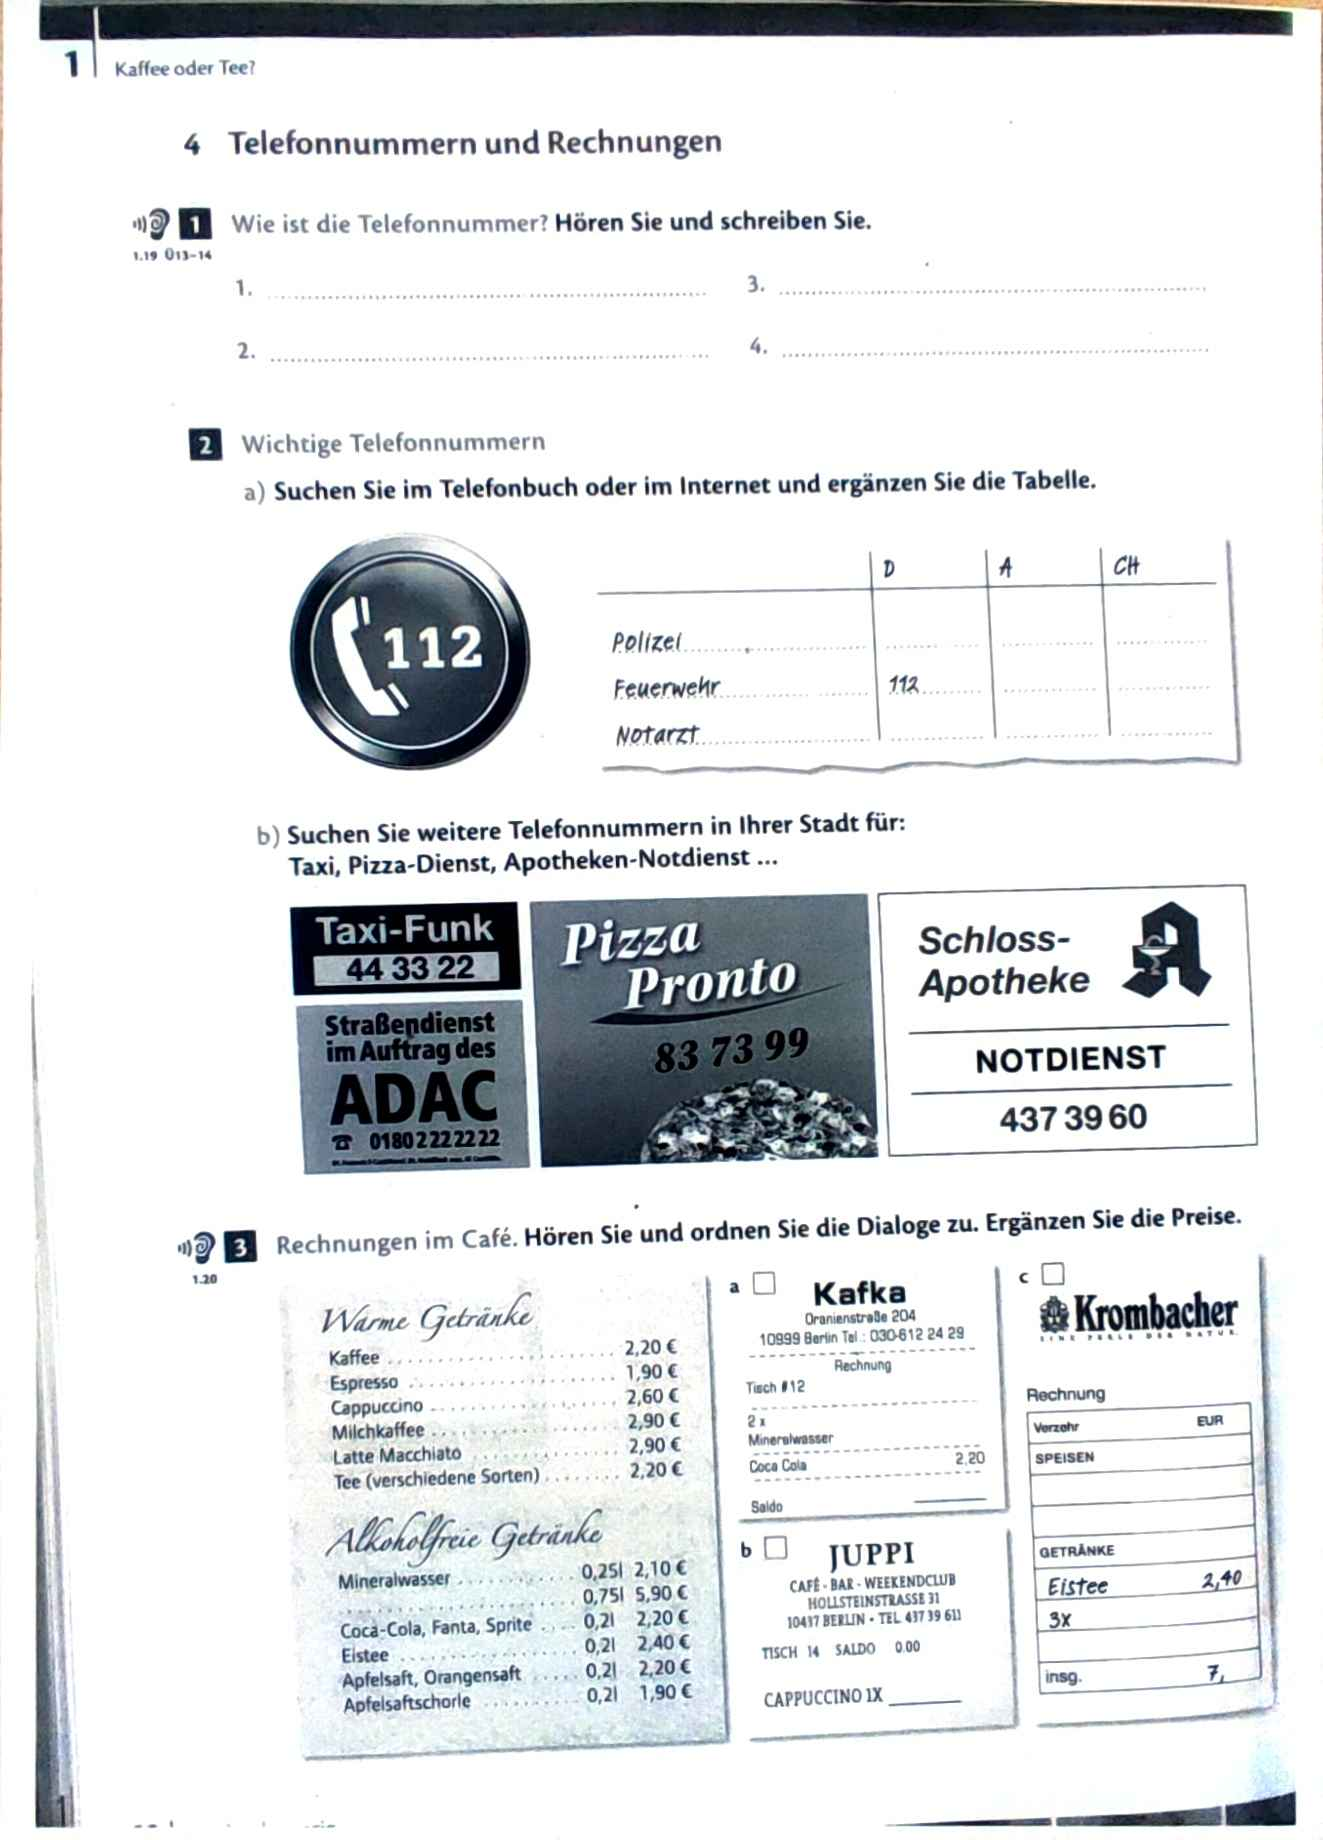 1 Kaffee oder Tee?
4 Telefonnummern und Rechnungen
1 Wie ist die Telefonnummer? Hören Sie und schreiben Sie.
1.19 Ü13–14
1. 3.
2. 4.
2 Wichtige Telefonnummern
a) Suchen Sie im Telefonbuch oder im Internet und ergänzen Sie die Tabelle.
112
D A CH
Polizei
Feuerwehr 112
Notarzt
b) Suchen Sie weitere Telefonnummern in Ihrer Stadt für:
Taxi, Pizza-Dienst, Apotheken-Notdienst ...
Taxi-Funk
44 33 22
Straßendienst
im Auftrag des
ADAC
☎ 01802 22 22 22
Pizza
Pronto
83 73 99
Schloss-
Apotheke
NOTDIENST
437 39 60
3 Rechnungen im Café. Hören Sie und ordnen Sie die Dialoge zu. Ergänzen Sie die Preise.
1.20
Warme Getränke
Kaffee 2,20 €
Espresso 1,90 €
Cappuccino 2,60 €
Milchkaffee 2,90 €
Latte Macchiato 2,90 €
Tee (verschiedene Sorten) 2,20 €
Alkoholfreie Getränke
Mineralwasser 0,25l 2,10 €
0,75l 5,90 €
Coca-Cola, Fanta, Sprite 0,2l 2,20 €
Eistee 0,2l 2,40 €
Apfelsaft, Orangensaft 0,2l 2,20 €
Apfelsaftschorle 0,2l 1,90 €
a
Kafka
Oranienstraße 204
10999 Berlin Tel.: 030-612 24 29
Rechnung
Tisch #12
2 x
Mineralwasser
Coca Cola 2,20
Saldo
b
JUPPI
CAFÉ - BAR - WEEKENDCLUB
HOLLSTEINSTRASSE 31
10437 BERLIN • TEL 437 39 611
TISCH 14 SALDO 0.00
CAPPUCCINO 1X
c
Krombacher
EINE PERLE DER NATUR.
Rechnung
Verzehr EUR
SPEISEN
GETRÄNKE
Eistee 2,40
3x
insg. 7,